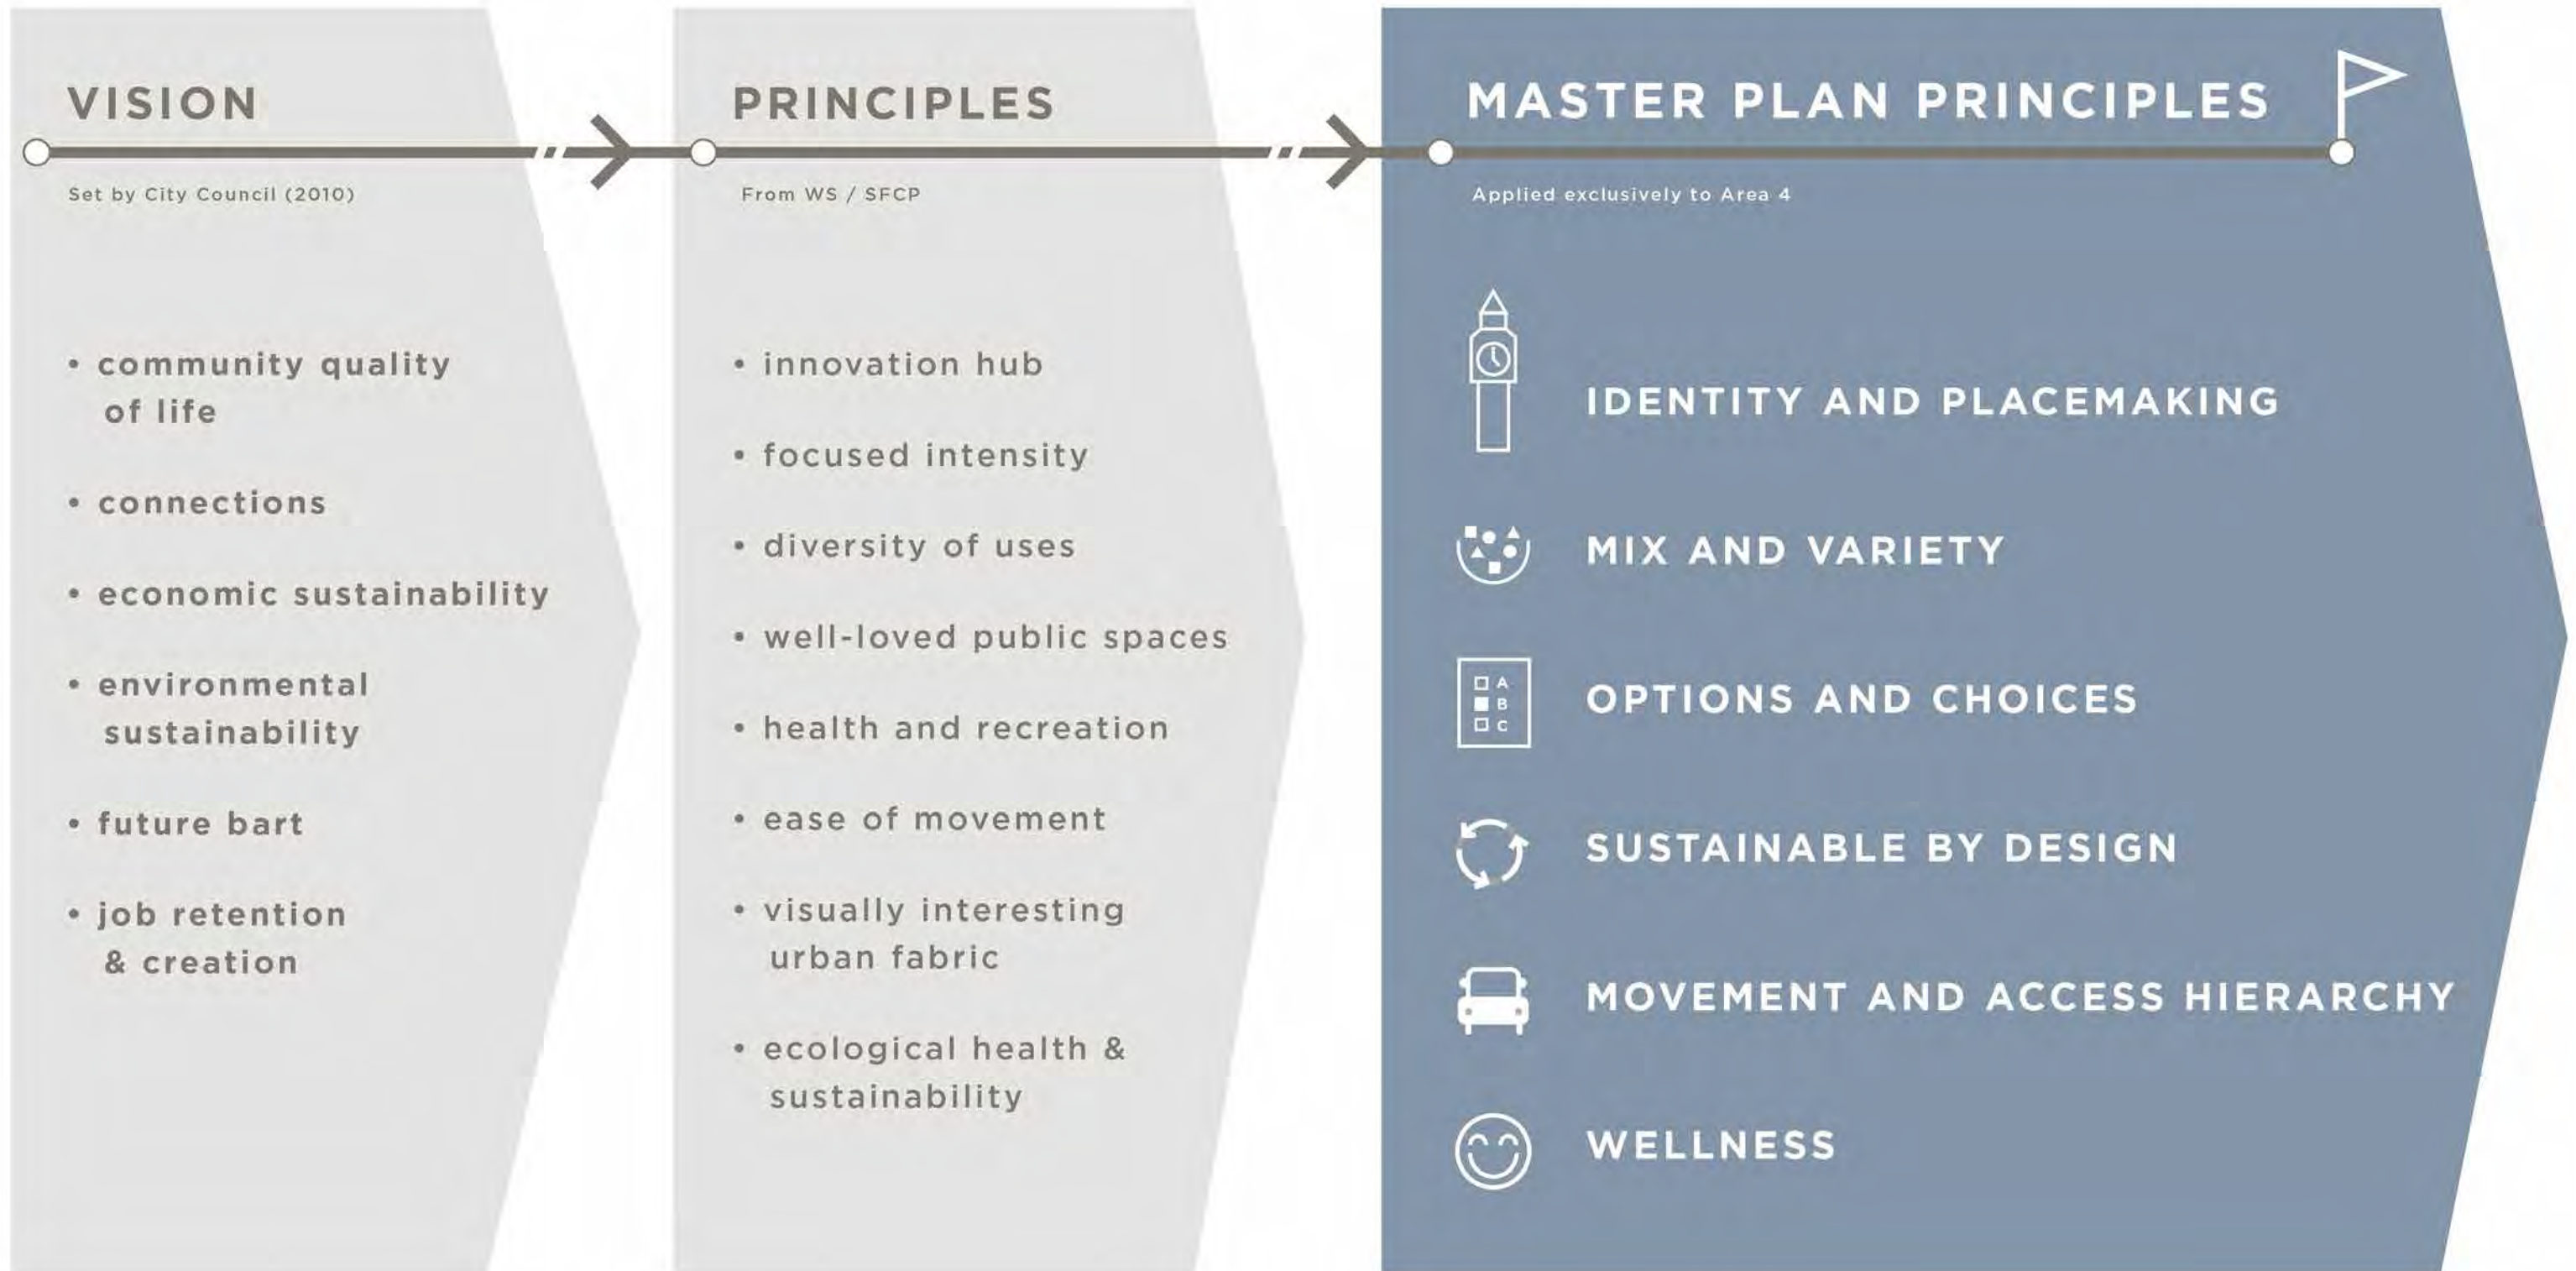 VISION
Set by City Council (2010)
• community quality
of life
• connections
• economic sustainability
• environmental
sustainability
• future bart
• job retention
& creation
PRINCIPLES
From WS / SFCP
• innovation hub
• focused intensity
• diversity of uses
• well-loved public spaces
• health and recreation
• ease of movement
• visually interesting
urban fabric
• ecological health &
sustainability
MASTER PLAN PRINCIPLES
Applied exclusively to Area 4
IDENTITY AND PLACEMAKING
MIX AND VARIETY
A
B
C
OPTIONS AND CHOICES
SUSTAINABLE BY DESIGN
MOVEMENT AND ACCESS HIERARCHY
WELLNESS